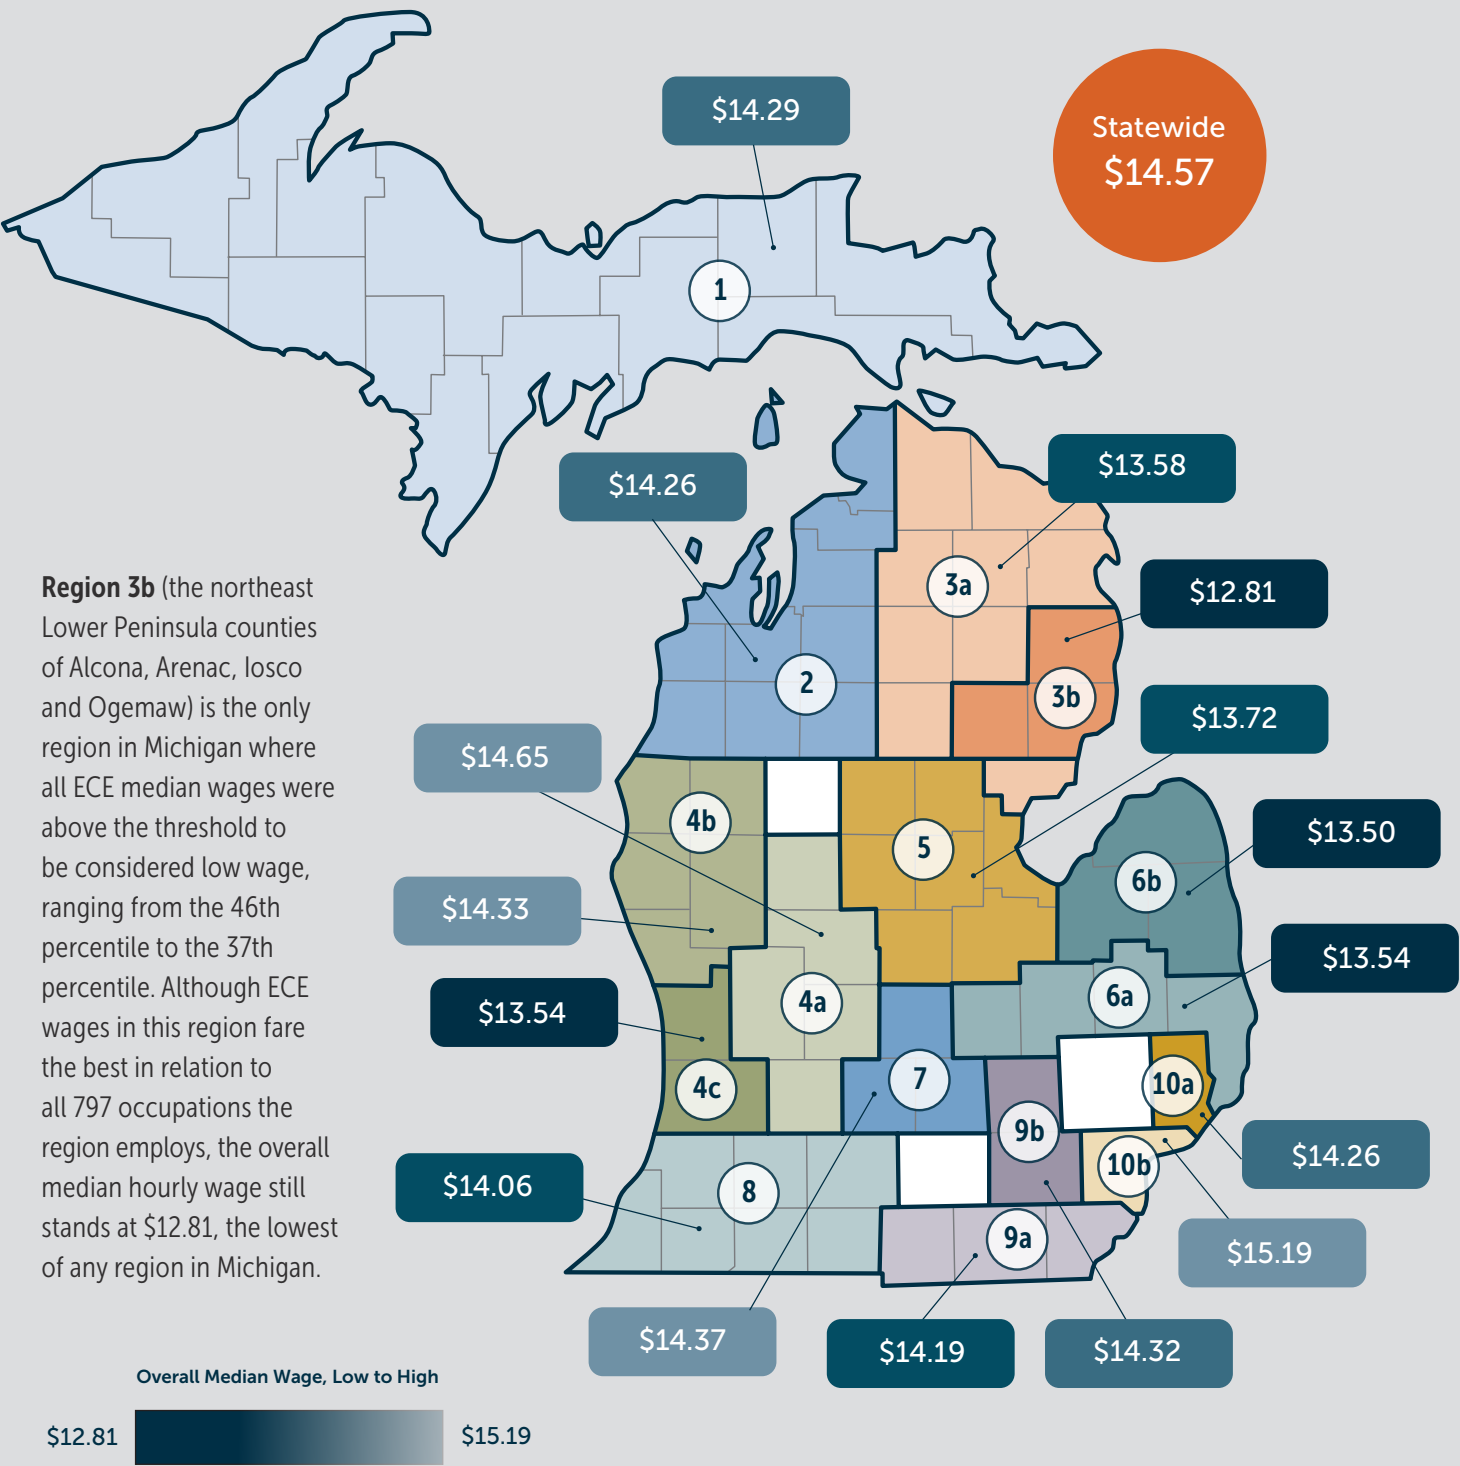 $14.29
Statewide
$14.57
1
$14.26
$13.58
3a
$12.81
2
3b
$13.72
$14.65
4b
5
$13.50
6b
$14.33
$13.54
4a
6a
$13.54
4c
7
10a
9b
$14.26
10b
$14.06
8
9a
$15.19
$14.37
$14.19
$14.32
Region 3b (the northeast
Lower Peninsula counties
of Alcona, Arenac, Iosco
and Ogemaw) is the only
region in Michigan where
all ECE median wages were
above the threshold to
be considered low wage,
ranging from the 46th
percentile to the 37th
percentile. Although ECE
wages in this region fare
the best in relation to
all 797 occupations the
region employs, the overall
median hourly wage still
stands at $12.81, the lowest
of any region in Michigan.
Overall Median Wage, Low to High
$12.81
$15.19